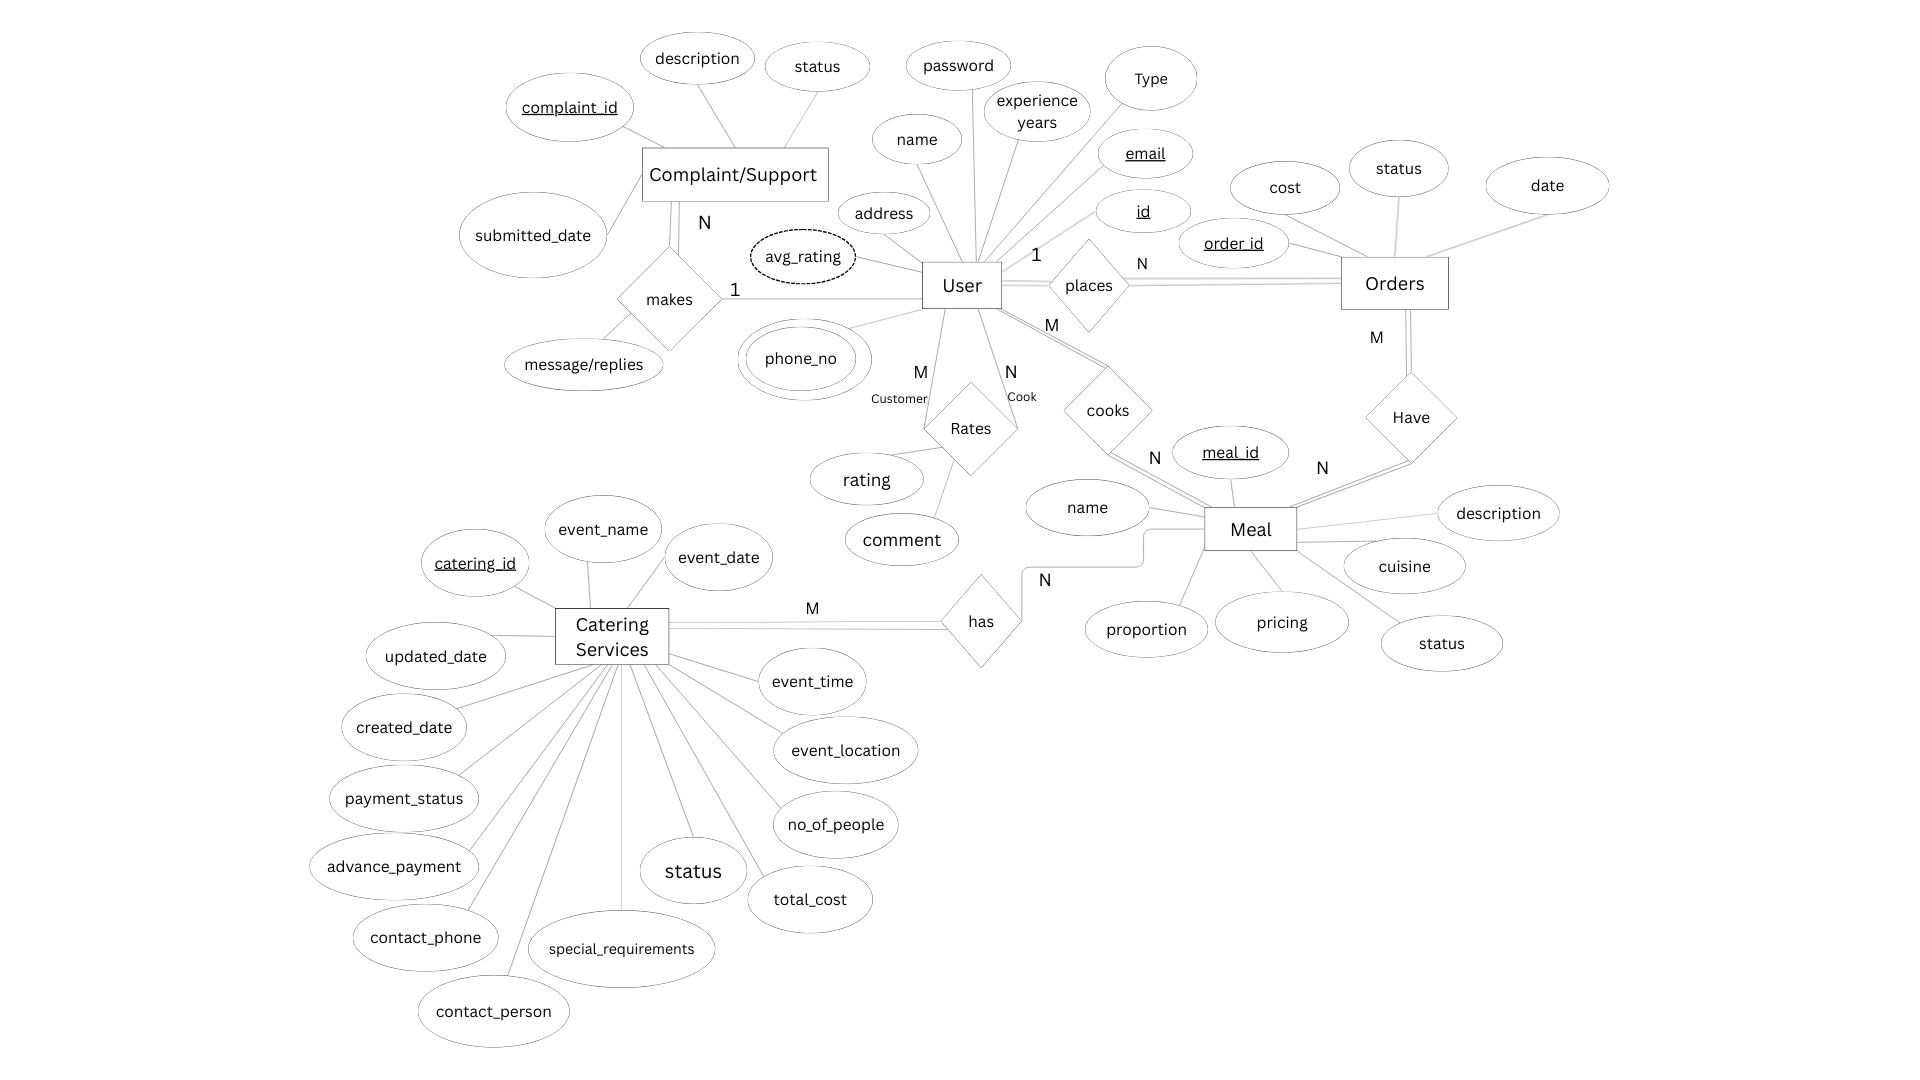 description
status
password
Type
complaint_id
experience
years
name
email
Complaint/Support
status
cost
date
address
id
N
submitted_date
order id
avg_rating
1
N
User
places
Orders
makes
1
M
M
phone_no
message/replies
M
N
Customer
Cook
cooks
Have
Rates
meal_id
N
N
rating
name
description
event_name
Meal
comment
event_date
catering_id
cuisine
N
M
Catering
Services
has
proportion
pricing
status
updated_date
event_time
created_date
event_location
payment_status
no_of_people
advance_payment
status
total_cost
contact_phone
special_requirements
contact_person